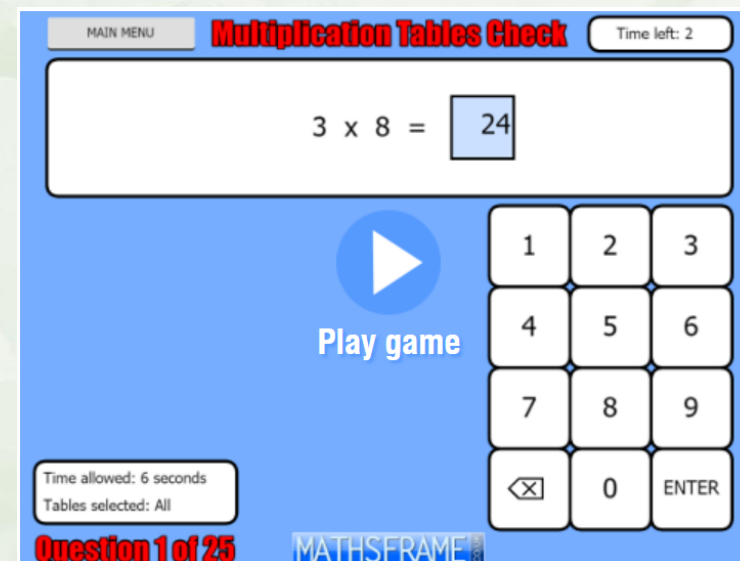 MAIN MENU
Multiplication Tables Check
Time left: 2
3 x 8 = 24
1 2 3
Play game
4 5 6
7 8 9
Time allowed: 6 seconds
Tables selected: All
0 ENTER
Question 1 of 25
MATHSFRAME